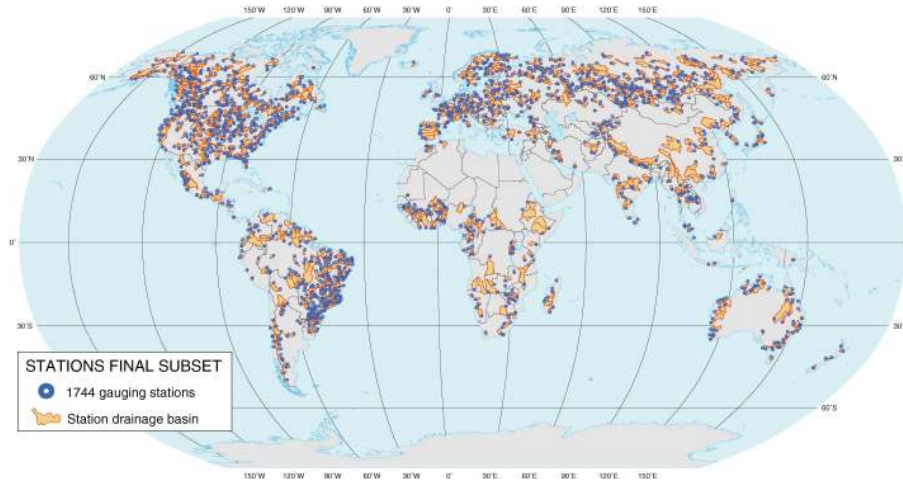 150˚W 120˚W 90˚W 60˚W 30˚W 0˚ 30˚E 60˚E 90˚E 120˚E 150˚E
60˚N 60˚N
30˚N 30˚N
0˚ 0˚
30˚S 30˚S
STATIONS FINAL SUBSET
1744 gauging stations
Station drainage basin
60˚S 60˚S
150˚W 120˚W 90˚W 60˚W 30˚W 0˚ 30˚E 60˚E 90˚E 120˚E 150˚E